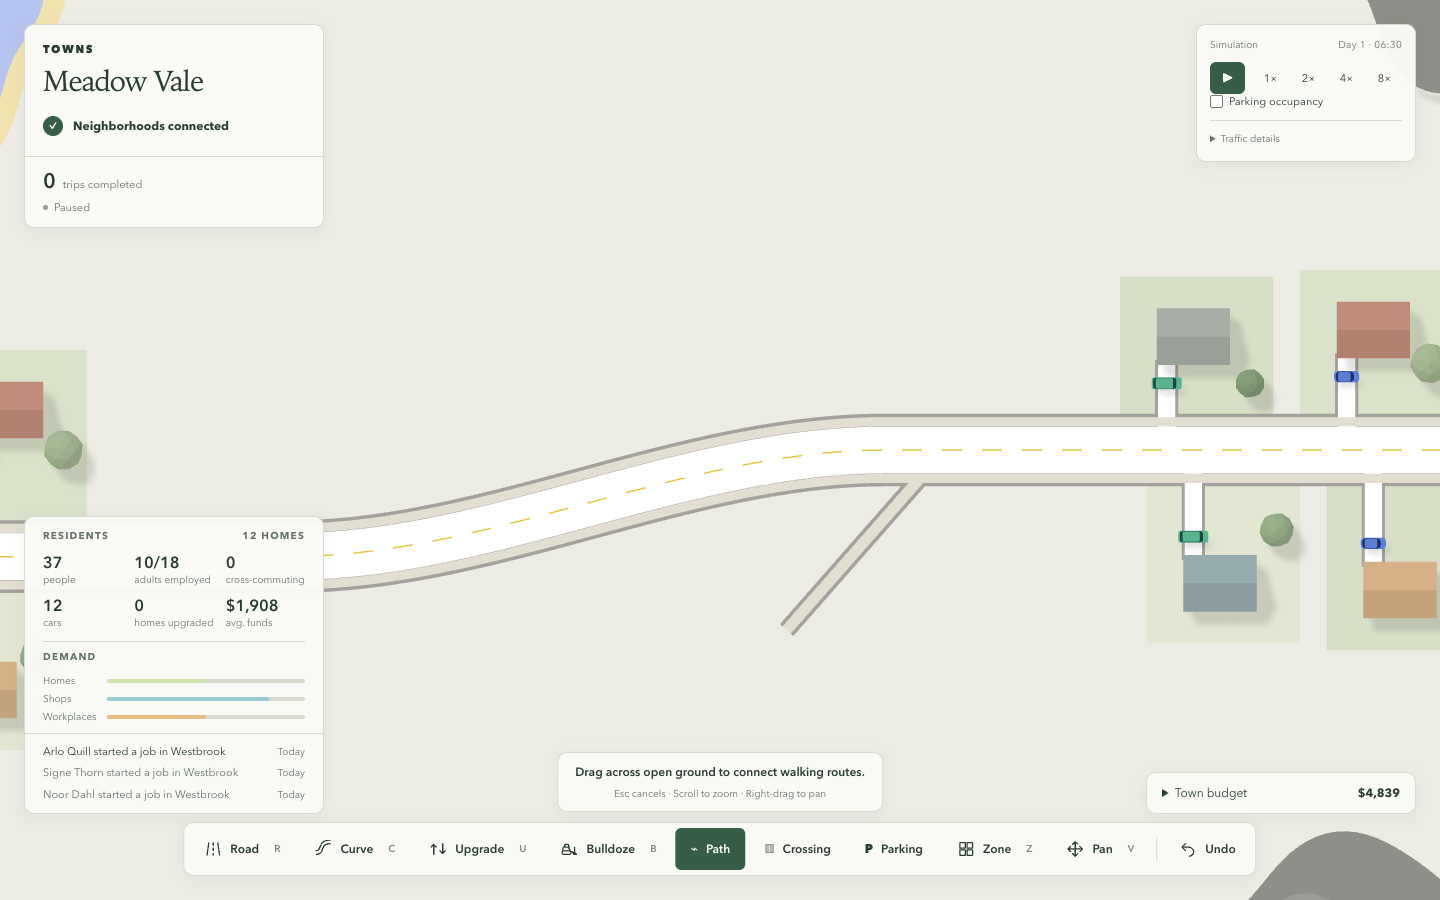 TOWNS
Meadow Vale
Neighborhoods connected
0 trips completed
Paused
Simulation Day 1 · 06:30
1× 2× 4× 8×
Parking occupancy
Traffic details
RESIDENTS 12 HOMES
37 10/18 0
people adults employed cross-commuting
12 0 $1,908
cars homes upgraded avg. funds
DEMAND
Homes
Shops
Workplaces
Arlo Quill started a job in Westbrook Today
Signe Thorn started a job in Westbrook Today
Noor Dahl started a job in Westbrook Today
Drag across open ground to connect walking routes.
Esc cancels · Scroll to zoom · Right-drag to pan
Town budget $4,839
Road R Curve C Upgrade U Bulldoze B Path Crossing P Parking Zone Z Pan V Undo